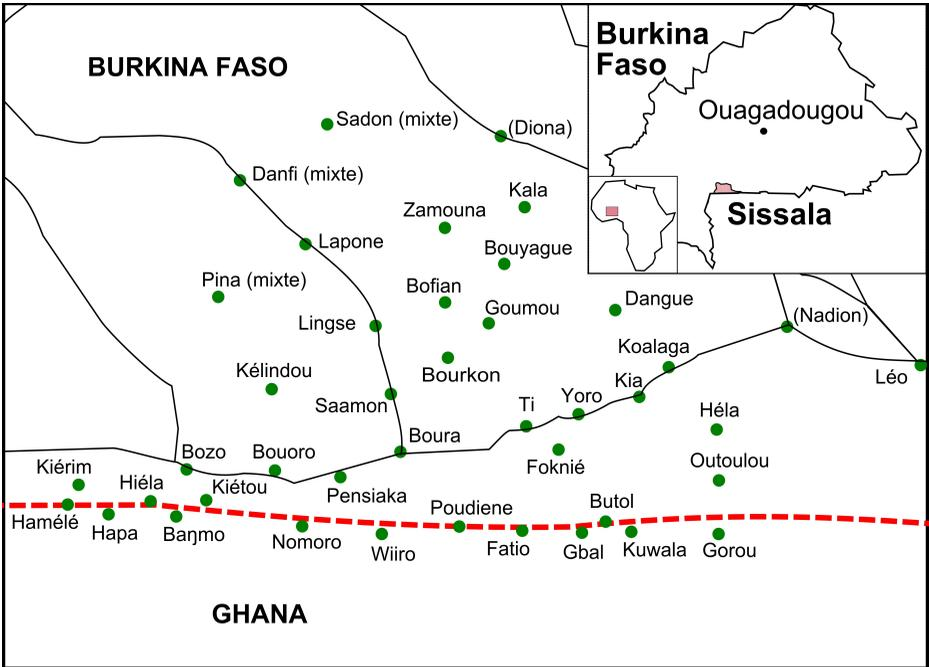 Burkina
Faso
BURKINA FASO
Ouagadougou
Sissala
Sadon (mixte)
(Diona)
Danfi (mixte)
Kala
Zamouna
Lapone
Bouyague
Pina (mixte)
Bofian
Goumou
Dangue
(Nadion)
Lingse
Koalaga
Kélindou
Bourkon
Kia
Léo
Saamon
Ti
Yoro
Héla
Boura
Bozo
Bouoro
Foknié
Outoulou
Kiérim
Hiéla
Kiétou
Pensiaka
Poudiene
Butol
Hamélé
Hapa
Baŋmo
Nomoro
Wiiro
Fatio
Gbal
Kuwala
Gorou
GHANA